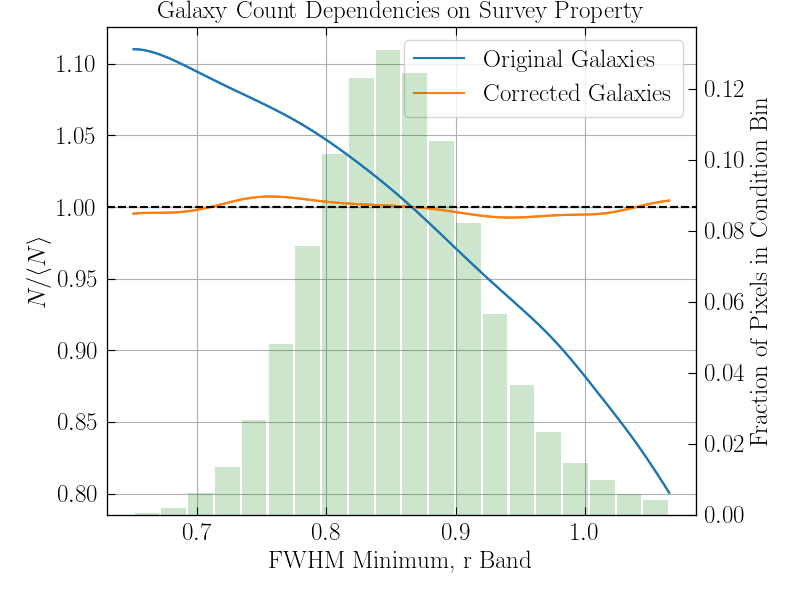 Galaxy Count Dependencies on Survey Property
Original Galaxies
Corrected Galaxies
N/⟨N⟩
1.10
1.05
1.00
0.95
0.90
0.85
0.80
0.12
0.10
0.08
0.06
0.04
0.02
0.00
Fraction of Pixels in Condition Bin
0.7 0.8 0.9 1.0
FWHM Minimum, r Band